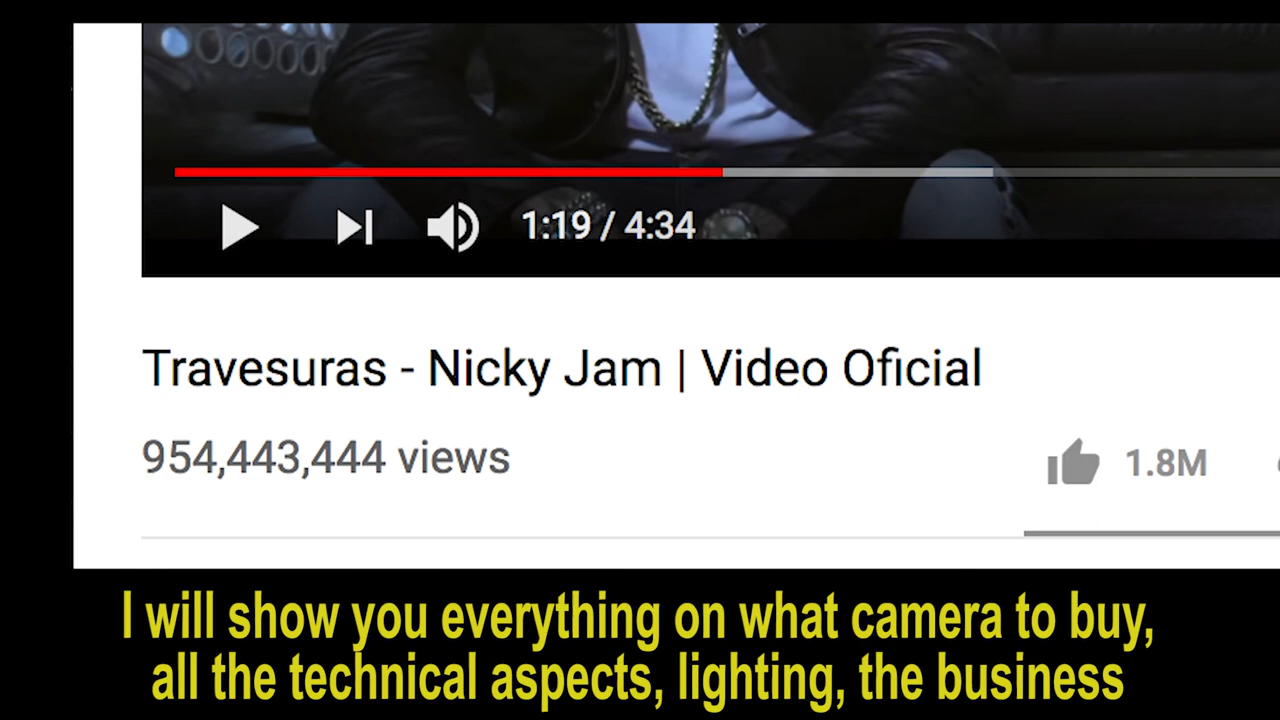 1:19 / 4:34
Travesuras - Nicky Jam | Video Oficial
954,443,444 views
1.8M
I will show you everything on what camera to buy,
all the technical aspects, lighting, the business